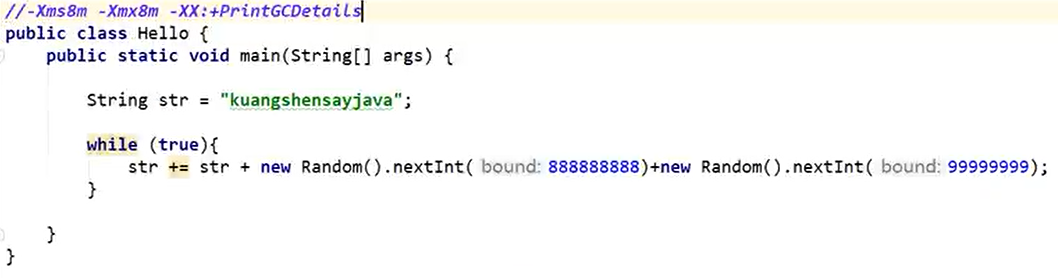 //-Xms8m -Xmx8m -XX:+PrintGCDetails
public class Hello {
public static void main(String[] args) {
String str = "kuangshensayjava";
while (true){
str += str + new Random().nextInt( bound: 888888888)+new Random().nextInt( bound: 99999999);
}
}
}